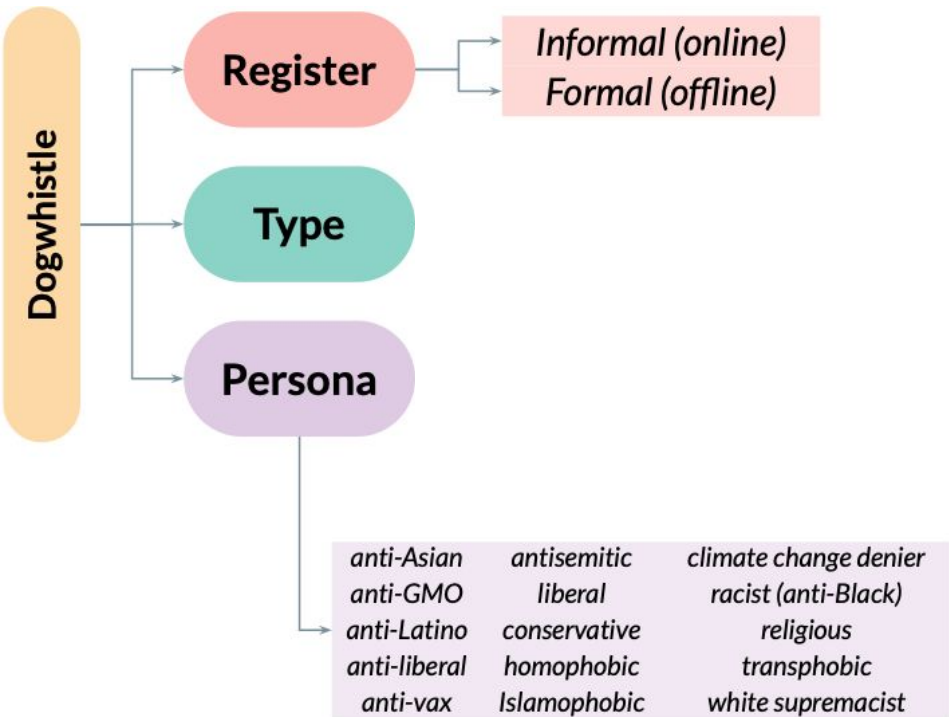 Dogwhistle
Register
Informal (online)
Formal (offline)
Type
Persona
anti-Asian antisemitic climate change denier
anti-GMO liberal racist (anti-Black)
anti-Latino conservative religious
anti-liberal homophobic transphobic
anti-vax Islamophobic white supremacist